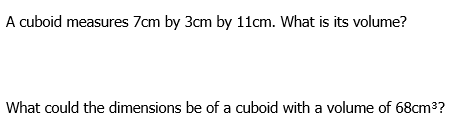 A cuboid measures 7cm by 3cm by 11cm. What is its volume?
What could the dimensions be of a cuboid with a volume of 68cm³?